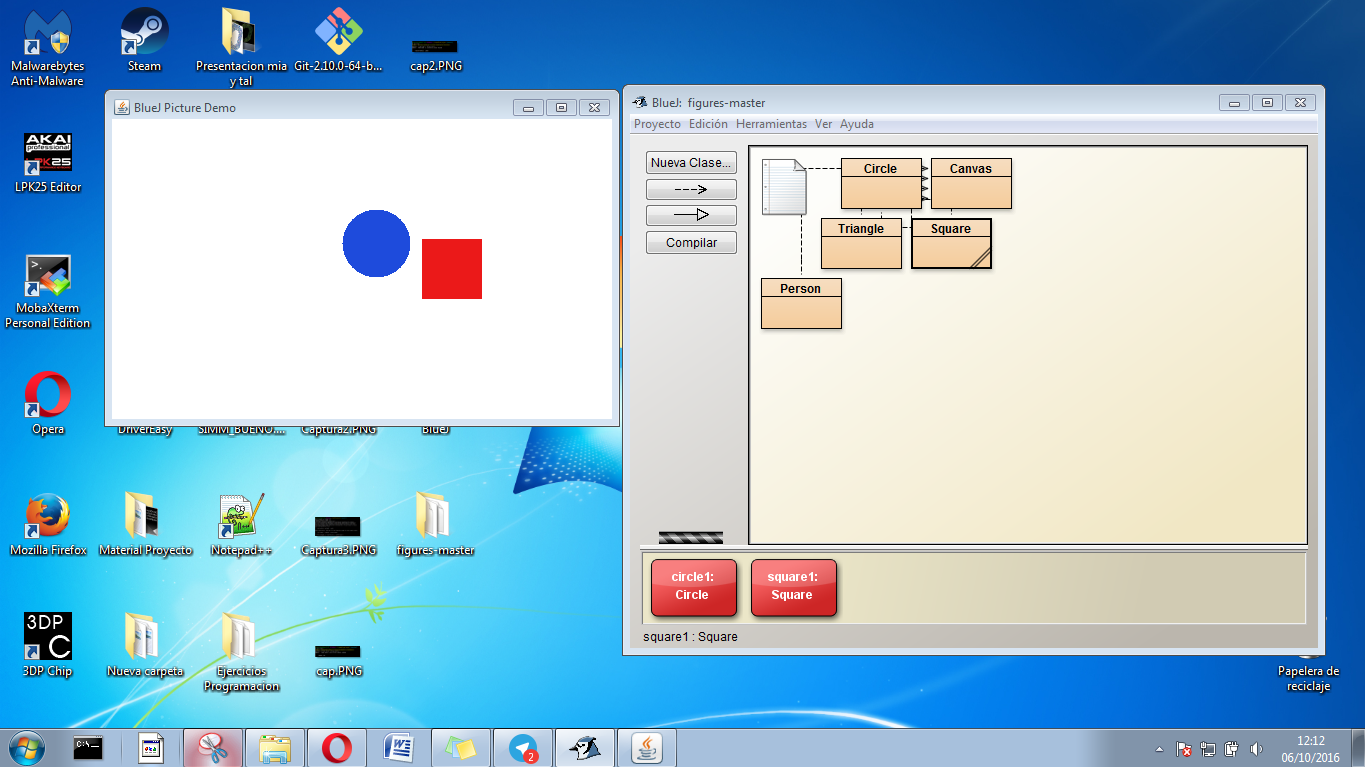 Malwarebytes
Anti-Malware
Steam
Presentacion mia
y tal
Git-2.10.0-64-b...
cap2.PNG
AKAI
professional
LPK25
LPK25 Editor
MobaXterm
Personal Edition
Opera
DriverEasy
SIMM_BUENO....
Captura2.PNG
BlueJ
Mozilla Firefox
Material Proyecto
Notepad++
Captura3.PNG
figures-master
3DP
C
3DP Chip
Nueva carpeta
Ejercicios
Programacion
cap.PNG
BlueJ Picture Demo
BlueJ: figures-master
Proyecto Edición Herramientas Ver Ayuda
Nueva Clase...
Compilar
Circle
Canvas
Triangle
Square
Person
circle1:
Circle
square1:
Square
square1 : Square
Papelera de
reciclaje
C:\
2
12:12
06/10/2016